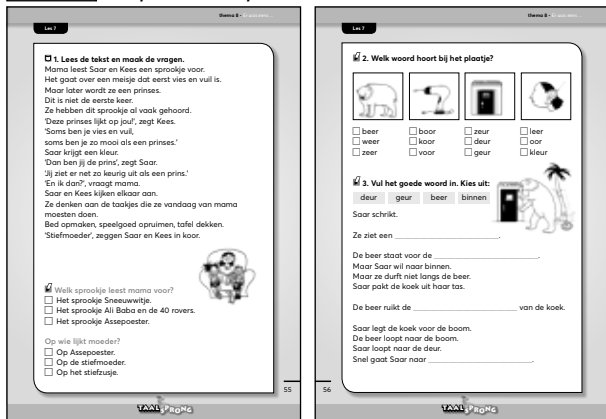 thema 8 -
Les 7
1. Lees de tekst en maak de vragen.
Mama leest Saar en Kees een sprookje voor.
Het gaat over een meisje dat eerst vies en vuil is.
Maar later wordt ze een prinses.
Dit is niet de eerste keer.
Ze hebben dit sprookje al vaak gehoord.
'Deze prinses lijkt op jou!', zegt Kees.
'Soms ben je vies en vuil,
soms ben je zo mooi als een prinses.'
Saar krijgt een kleur.
'Dan ben jij de prins', zegt Saar.
'Jij ziet er net zo keurig uit als een prins.'
'En ik dan?', vraagt mama.
Saar en Kees kijken elkaar aan.
Ze denken aan de taakjes die ze vandaag van mama
moesten doen.
Bed opmaken, speelgoed opruimen, tafel dekken.
'Stiefmoeder', zeggen Saar en Kees in koor.
Welk sprookje leest mama voor?
Het sprookje Sneeuwwitje.
Het sprookje Ali Baba en de 40 rovers.
Het sprookje Assepoester.
Op wie lijkt moeder?
Op Assepoester.
Op de stiefmoeder.
Op het stiefzusje.
55
TAAL SPRONG
thema 8 -
Les 7
2. Welk woord hoort bij het plaatje?
beer boor zeur leer
weer koor deur oor
zeer voor geur kleur
3. Vul het goede woord in. Kies uit:
deur geur beer binnen
Saar schrikt.
Ze ziet een
De beer staat voor de .
Maar Saar wil naar binnen.
Maar ze durft niet langs de beer.
Saar pakt de koek uit haar tas.
De beer ruikt de van de koek.
Saar legt de koek voor de boom.
De beer loopt naar de boom.
Saar loopt naar de deur.
Snel gaat Saar naar .
56
TAAL SPRONG